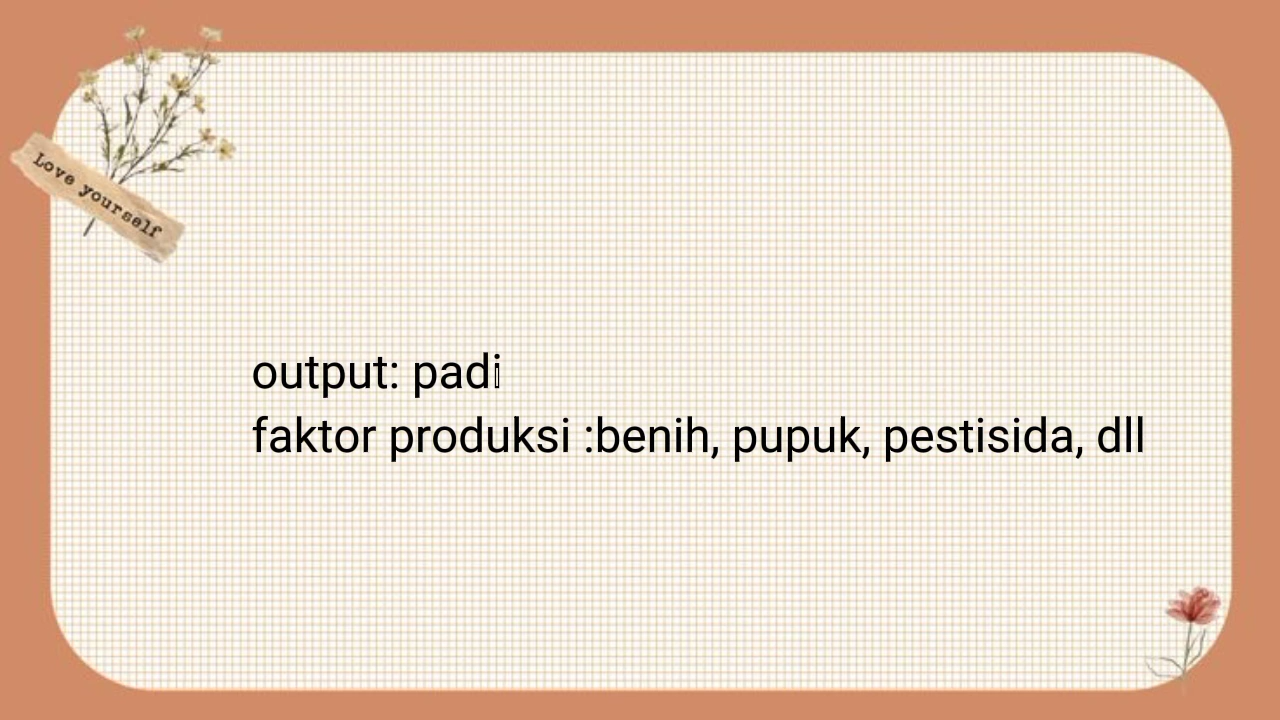 Love yourself
output: padi
faktor produksi :benih, pupuk, pestisida, dll